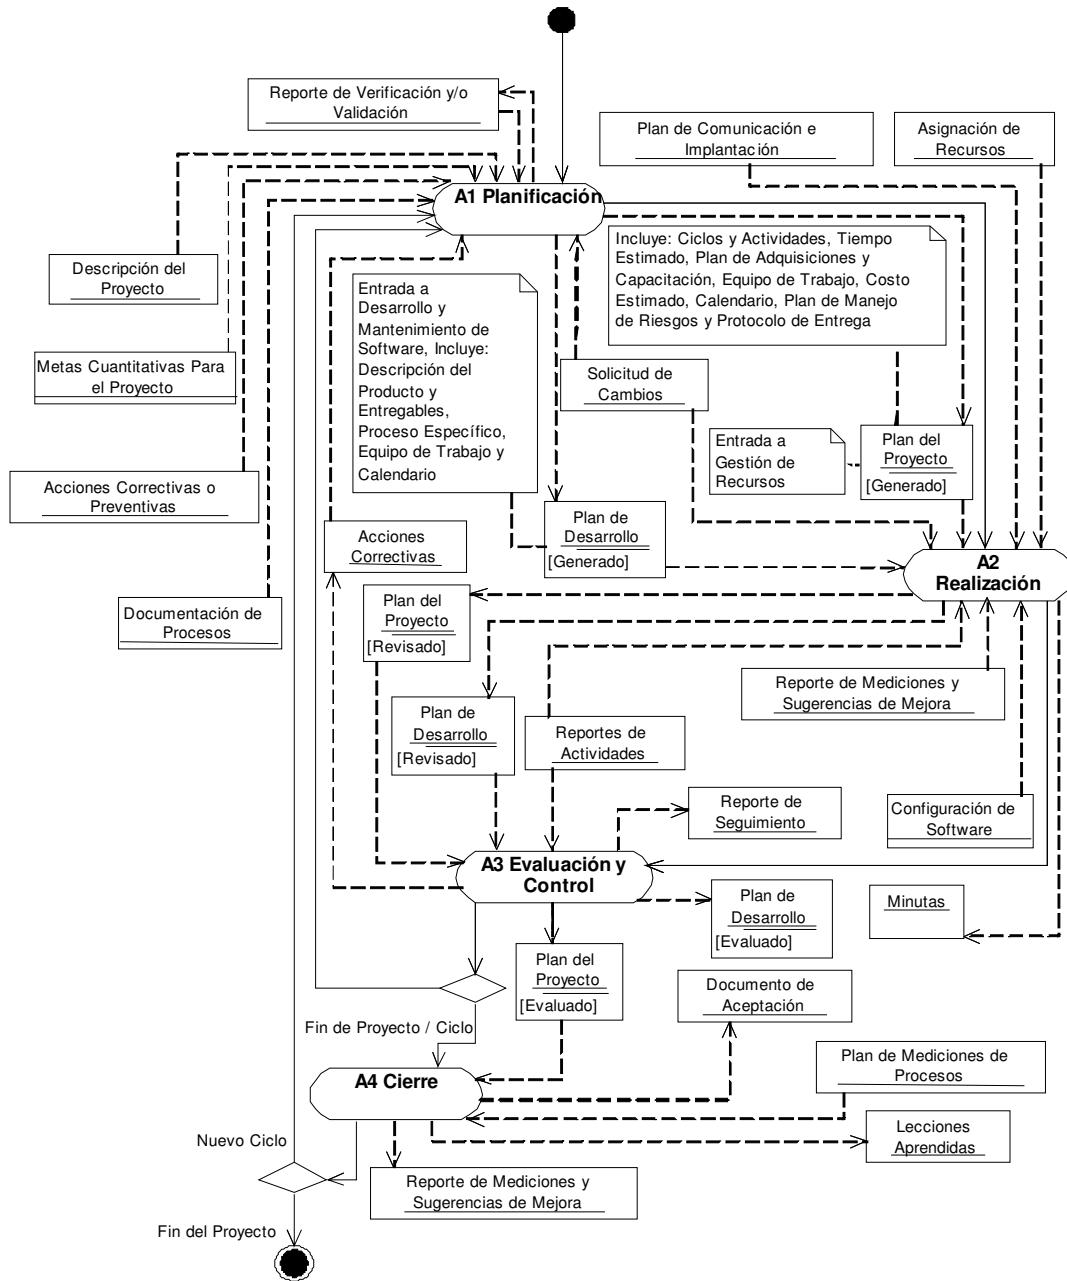 Reporte de Verificación y/o
Validación
Plan de Comunicación e
Implantación
Asignación de
Recursos
A1 Planificación
Descripción del
Proyecto
Entrada a
Desarrollo y
Mantenimiento de
Software, Incluye:
Descripción del
Producto y
Entregables,
Proceso Específico,
Equipo de Trabajo y
Calendario
Incluye: Ciclos y Actividades, Tiempo
Estimado, Plan de Adquisiciones y
Capacitación, Equipo de Trabajo, Costo
Estimado, Calendario, Plan de Manejo
de Riesgos y Protocolo de Entrega
Metas Cuantitativas Para
el Proyecto
Solicitud de
Cambios
Entrada a
Gestión de
Recursos
Plan del
Proyecto
[Generado]
Acciones Correctivas o
Preventivas
Acciones
Correctivas
Plan de
Desarrollo
[Generado]
A2
Realización
Documentación de
Procesos
Plan del
Proyecto
[Revisado]
Reporte de Mediciones y
Sugerencias de Mejora
Plan de
Desarrollo
[Revisado]
Reportes de
Actividades
Reporte de
Seguimiento
Configuración de
Software
A3 Evaluación y
Control
Plan de
Desarrollo
[Evaluado]
Minutas
Plan del
Proyecto
[Evaluado]
Documento de
Aceptación
Fin de Proyecto / Ciclo
Plan de Mediciones de
Procesos
A4 Cierre
Lecciones
Aprendidas
Nuevo Ciclo
Reporte de Mediciones y
Sugerencias de Mejora
Fin del Proyecto